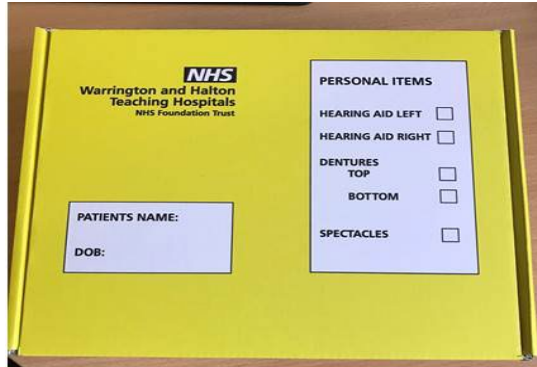 NHS
Warrington and Halton
Teaching Hospitals
NHS Foundation Trust
PATIENTS NAME:
DOB:
PERSONAL ITEMS
HEARING AID LEFT
HEARING AID RIGHT
DENTURES
TOP
BOTTOM
SPECTACLES